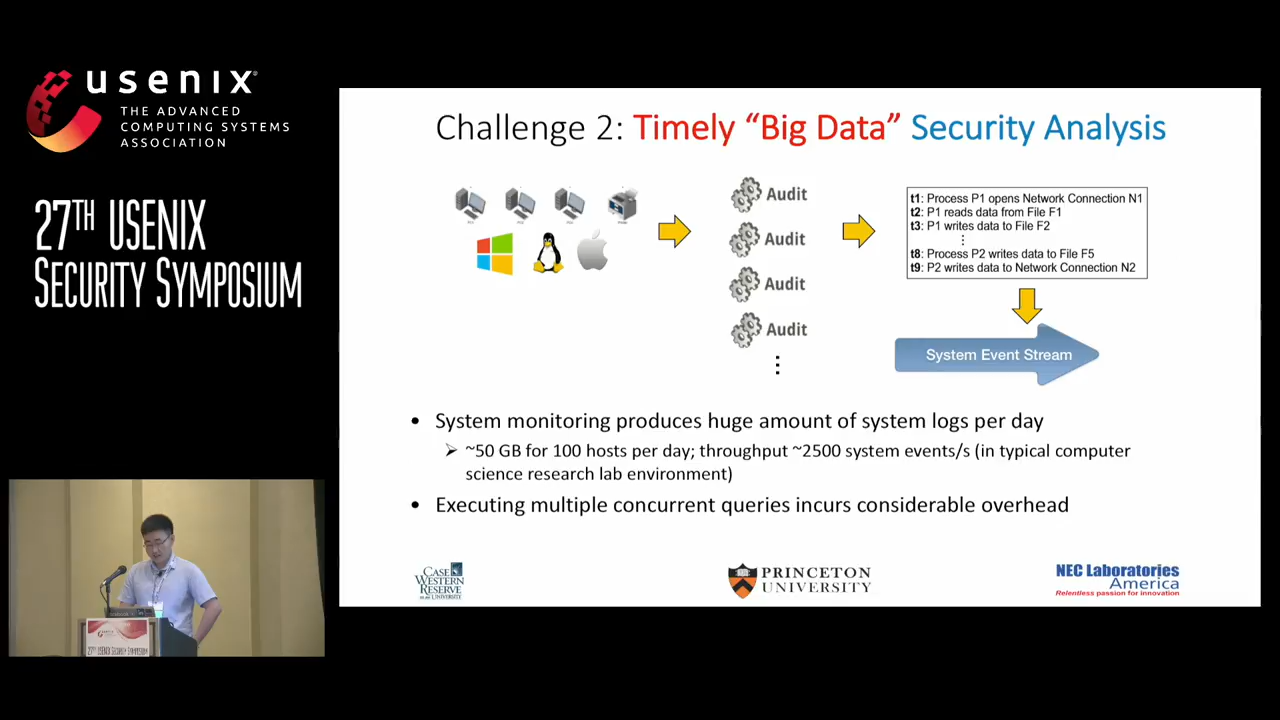 usenix
THE ADVANCED
COMPUTING SYSTEMS
ASSOCIATION
27TH USENIX
SECURITY SYMPOSIUM
Challenge 2: Timely “Big Data” Security Analysis
Audit
Audit
Audit
Audit
⋮
t1: Process P1 opens Network Connection N1
t2: P1 reads data from File F1
t3: P1 writes data to File F2
⋮
t8: Process P2 writes data to File F5
t9: P2 writes data to Network Connection N2
System Event Stream
• System monitoring produces huge amount of system logs per day
➢ ~50 GB for 100 hosts per day; throughput ~2500 system events/s (in typical computer
science research lab environment)
• Executing multiple concurrent queries incurs considerable overhead
CASE
WESTERN
RESERVE
UNIVERSITY
PRINCETON
UNIVERSITY
NEC Laboratories
America
Relentless passion for innovation
27TH USENIX SECURITY SYMPOSIUM